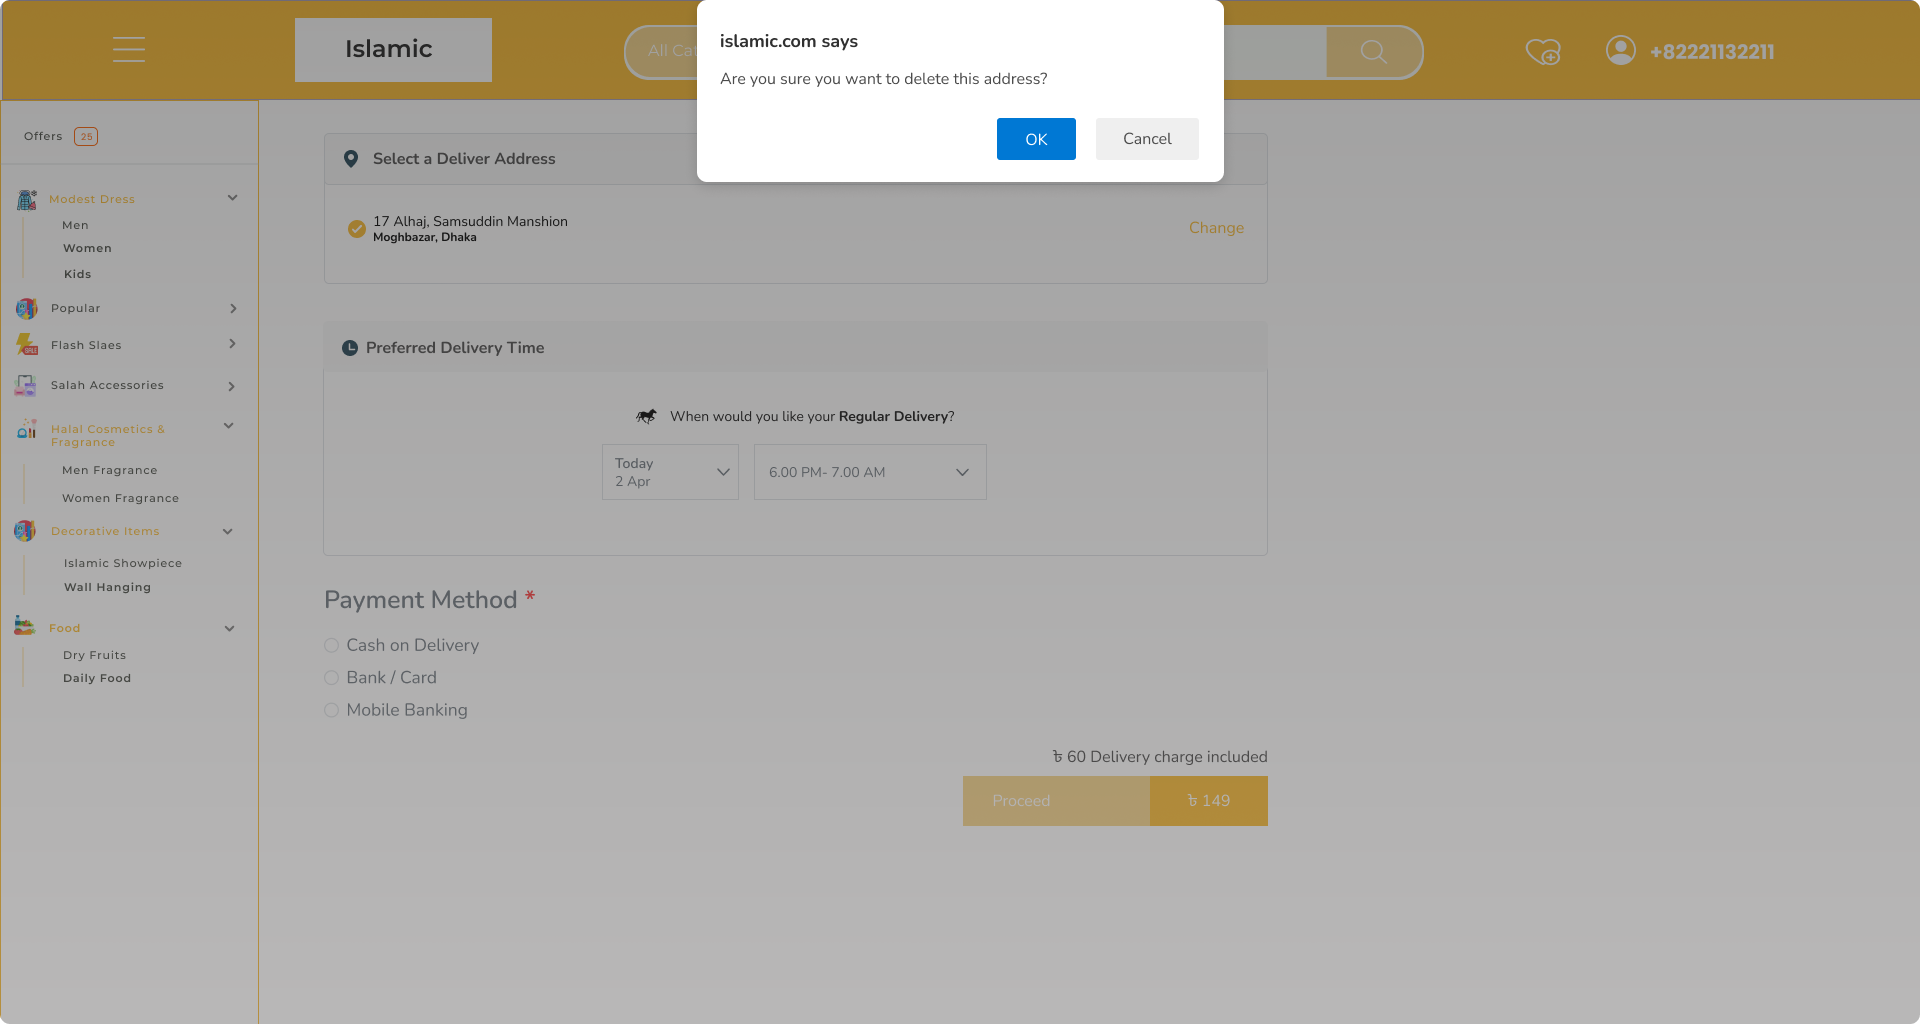 Islamic
All Cat
+82221132211
islamic.com says
Are you sure you want to delete this address?
OK
Cancel
Offers 25
Modest Dress
Men
Women
Kids
Popular
Flash Slaes
Salah Accessories
Halal Cosmetics &
Fragrance
Men Fragrance
Women Fragrance
Decorative Items
Islamic Showpiece
Wall Hanging
Food
Dry Fruits
Daily Food
Select a Deliver Address
17 Alhaj, Samsuddin Manshion
Moghbazar, Dhaka
Change
Preferred Delivery Time
When would you like your Regular Delivery?
Today
2 Apr
6.00 PM- 7.00 AM
Payment Method *
Cash on Delivery
Bank / Card
Mobile Banking
৳ 60 Delivery charge included
Proceed
৳ 149